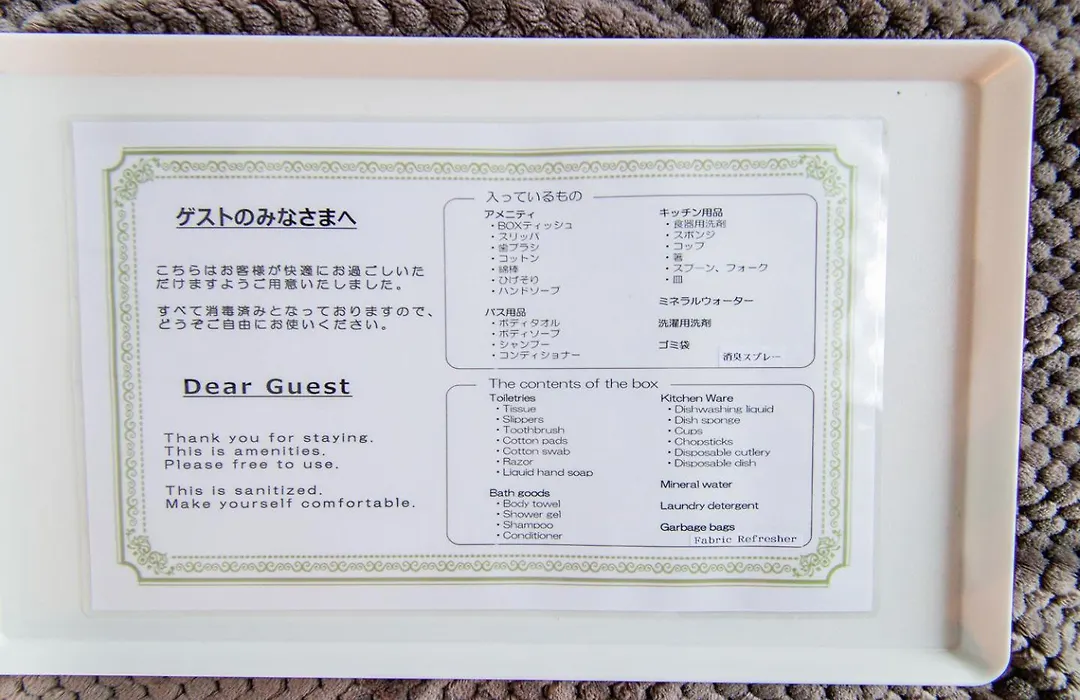 ゲストのみなさまへ
こちらはお客様が快適にお過ごしいた
だけますようご用意いたしました。
すべて消毒済みとなっておりますので、
どうぞご自由にお使いください。
Dear Guest
Thank you for staying.
This is amenities.
Please free to use.
This is sanitized.
Make yourself comfortable.
入っているもの
アメニティ
・BOXティッシュ
・スリッパ
・歯ブラシ
・コットン
・綿棒
・ひげそり
・ハンドソープ
バス用品
・ボディタオル
・ボディソープ
・シャンプー
・コンディショナー
キッチン用品
・食器用洗剤
・スポンジ
・コップ
・箸
・スプーン、フォーク
・皿
ミネラルウォーター
洗濯用洗剤
ゴミ袋
消臭スプレー
The contents of the box
Toiletries
・Tissue
・Slippers
・Toothbrush
・Cotton pads
・Cotton swab
・Razor
・Liquid hand soap
Bath goods
・Body towel
・Shower gel
・Shampoo
・Conditioner
Kitchen Ware
・Dishwashing liquid
・Dish sponge
・Cups
・Chopsticks
・Disposable cutlery
・Disposable dish
Mineral water
Laundry detergent
Garbage bags
Fabric Refresher